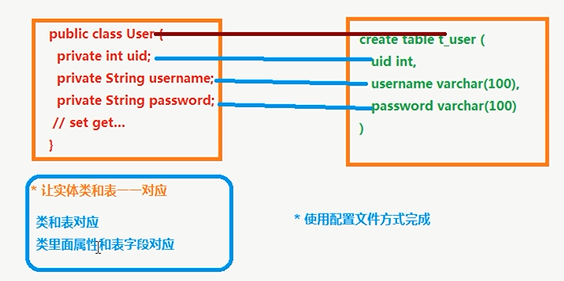 public class User {
private int uid;
private String username;
private String password;
// set get...
}
create table t_user (
uid int,
username varchar(100),
password varchar(100)
)
* 让实体类和表一一对应
类和表对应
类里面属性和表字段对应
* 使用配置文件方式完成